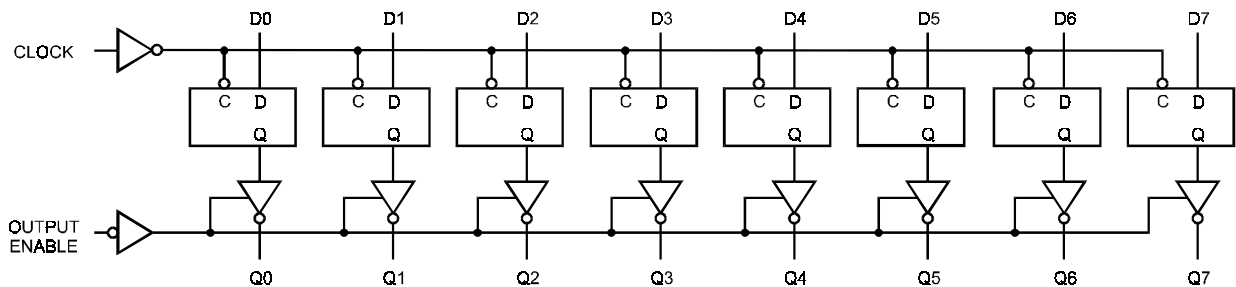 D0 D1 D2 D3 D4 D5 D6 D7
CLOCK
C D C D C D C D C D C D C D C D
Q Q Q Q Q Q Q Q
OUTPUT
ENABLE
Q0 Q1 Q2 Q3 Q4 Q5 Q6 Q7